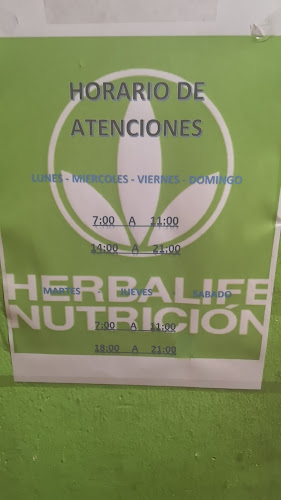 HORARIO DE
ATENCIONES
LUNES - MIERCOLES - VIERNES - DOMINGO
7:00 A 11:00
14:00 A 21:00
HERBALIFE
MARTES - JUEVES SABADO
NUTRICIÓN
7:00 A 11:00
18:00 A 21:00